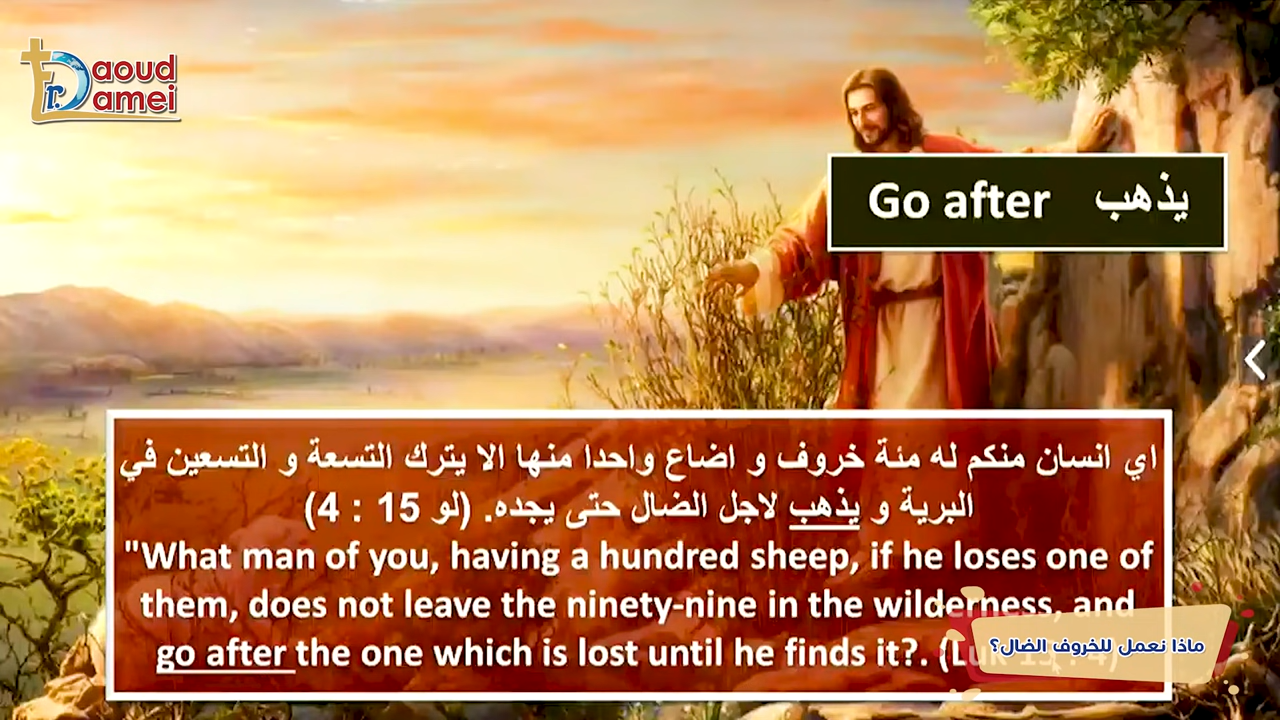 Fr. Daoud
Lamei
Go after يذهب
اي انسان منكم له مئة خروف و اضاع واحدا منها الا يترك التسعة و التسعين في
البرية و يذهب لاجل الضال حتى يجده. (لو 15 : 4)
"What man of you, having a hundred sheep, if he loses one of
them, does not leave the ninety-nine in the wilderness, and
go after the one which is lost until he finds it?. (Luk 15 : 4)
ماذا نعمل للخروف الضال؟